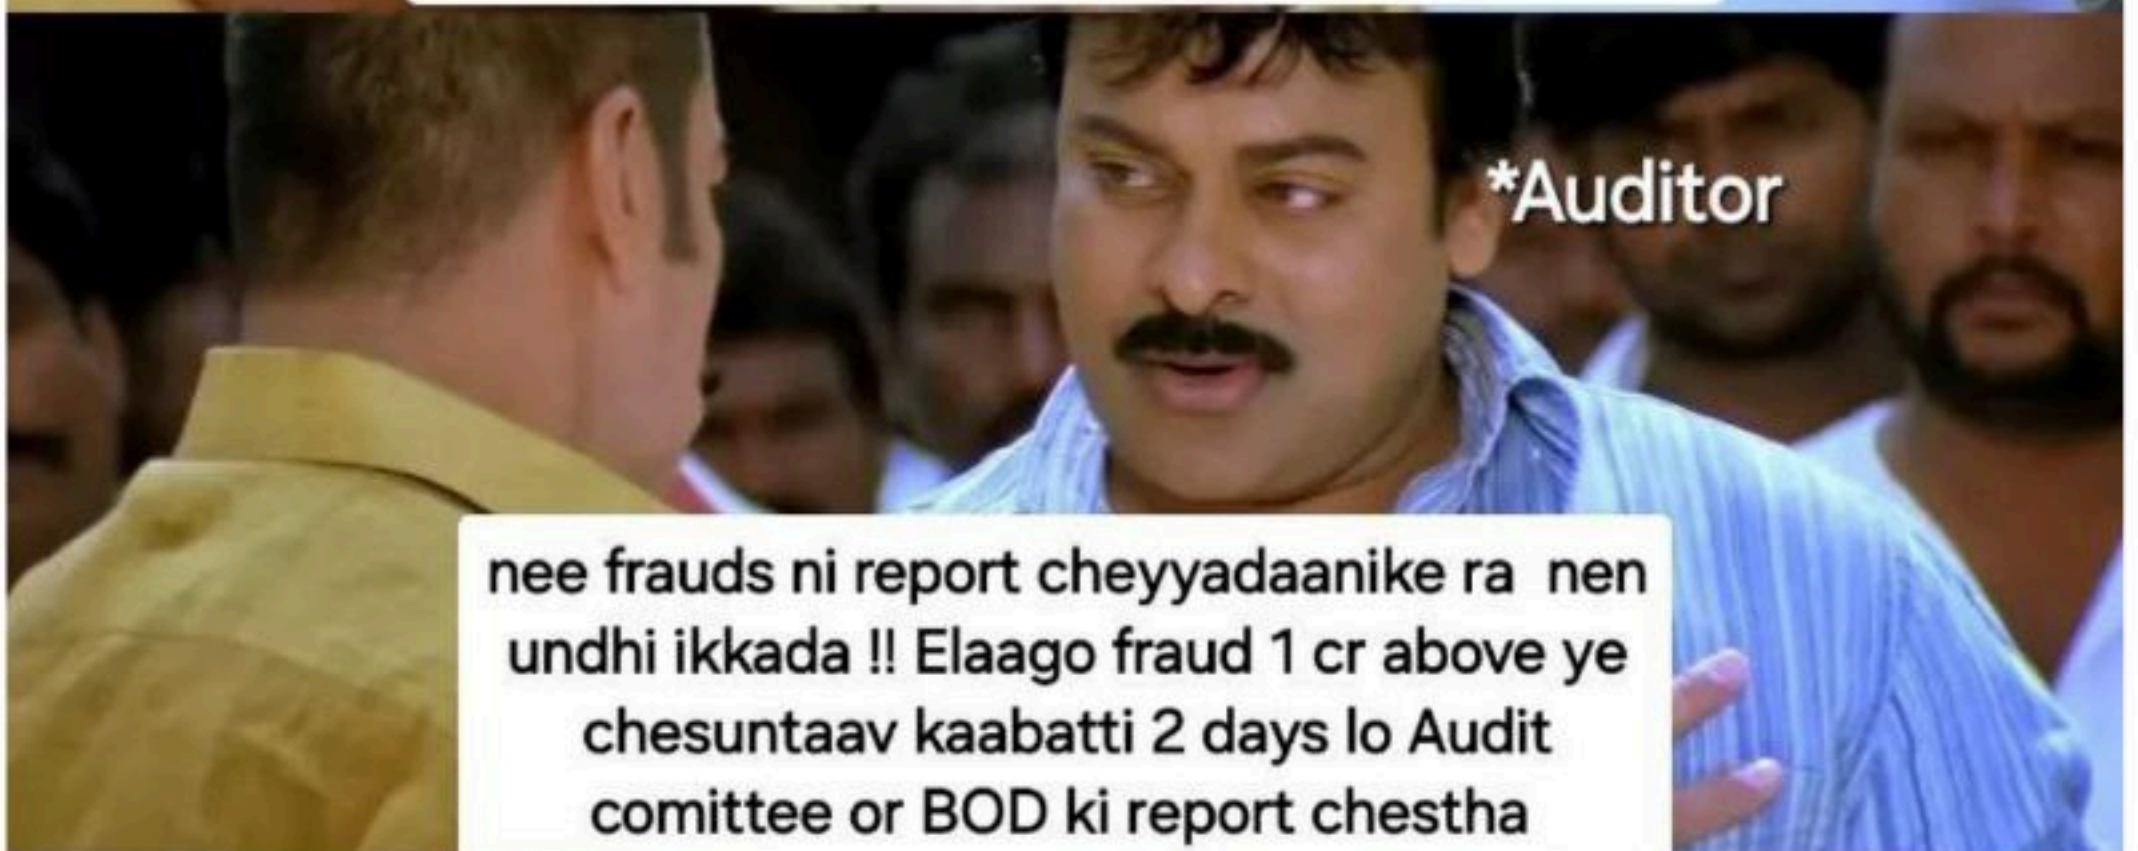 *Auditor
nee frauds ni report cheyyadaanike ra nen
undhi ikkada !! Elaago fraud 1 cr above ye
chesuntaav kaabatti 2 days lo Audit
comittee or BOD ki report chestha